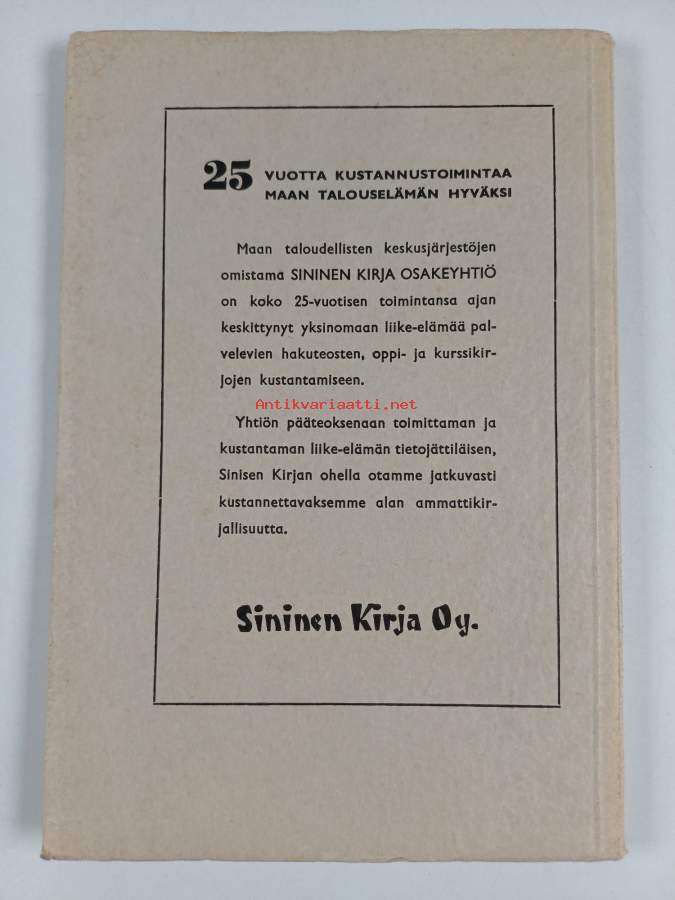 25 VUOTTA KUSTANNUSTOIMINTAA
MAAN TALOUSELÄMÄN HYVÄKSI
Maan taloudellisten keskusjärjestöjen
omistama SININEN KIRJA OSAKEYHTIÖ
on koko 25-vuotisen toimintansa ajan
keskittynyt yksinomaan liike-elämää pal-
velevien hakuteosten, oppi- ja kurssikir-
jojen kustantamiseen.
Antikvariaatti.net
Yhtiön pääteoksenaan toimittaman ja
kustantaman liike-elämän tietojättiläisen,
Sinisen Kirjan ohella otamme jatkuvasti
kustannettavaksemme alan ammattikir-
jallisuutta.
Sininen Kirja Oy.